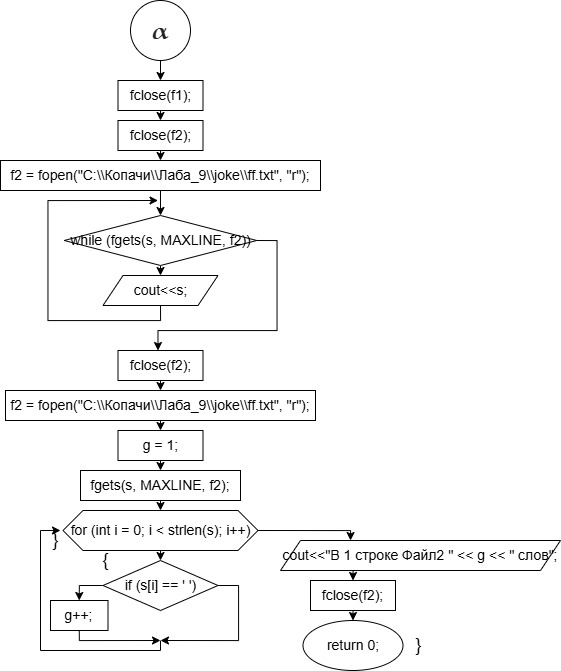 α
fclose(f1);
fclose(f2);
f2 = fopen("C:\\Копачи\\Лаба_9\\joke\\ff.txt", "r");
while (fgets(s, MAXLINE, f2))
cout<<s;
fclose(f2);
f2 = fopen("C:\\Копачи\\Лаба_9\\joke\\ff.txt", "r");
g = 1;
fgets(s, MAXLINE, f2);
for (int i = 0; i < strlen(s); i++)
}
{
if (s[i] == ' ')
g++;
cout<<"В 1 строке Файл2 " << g << " слов";
fclose(f2);
return 0;
}